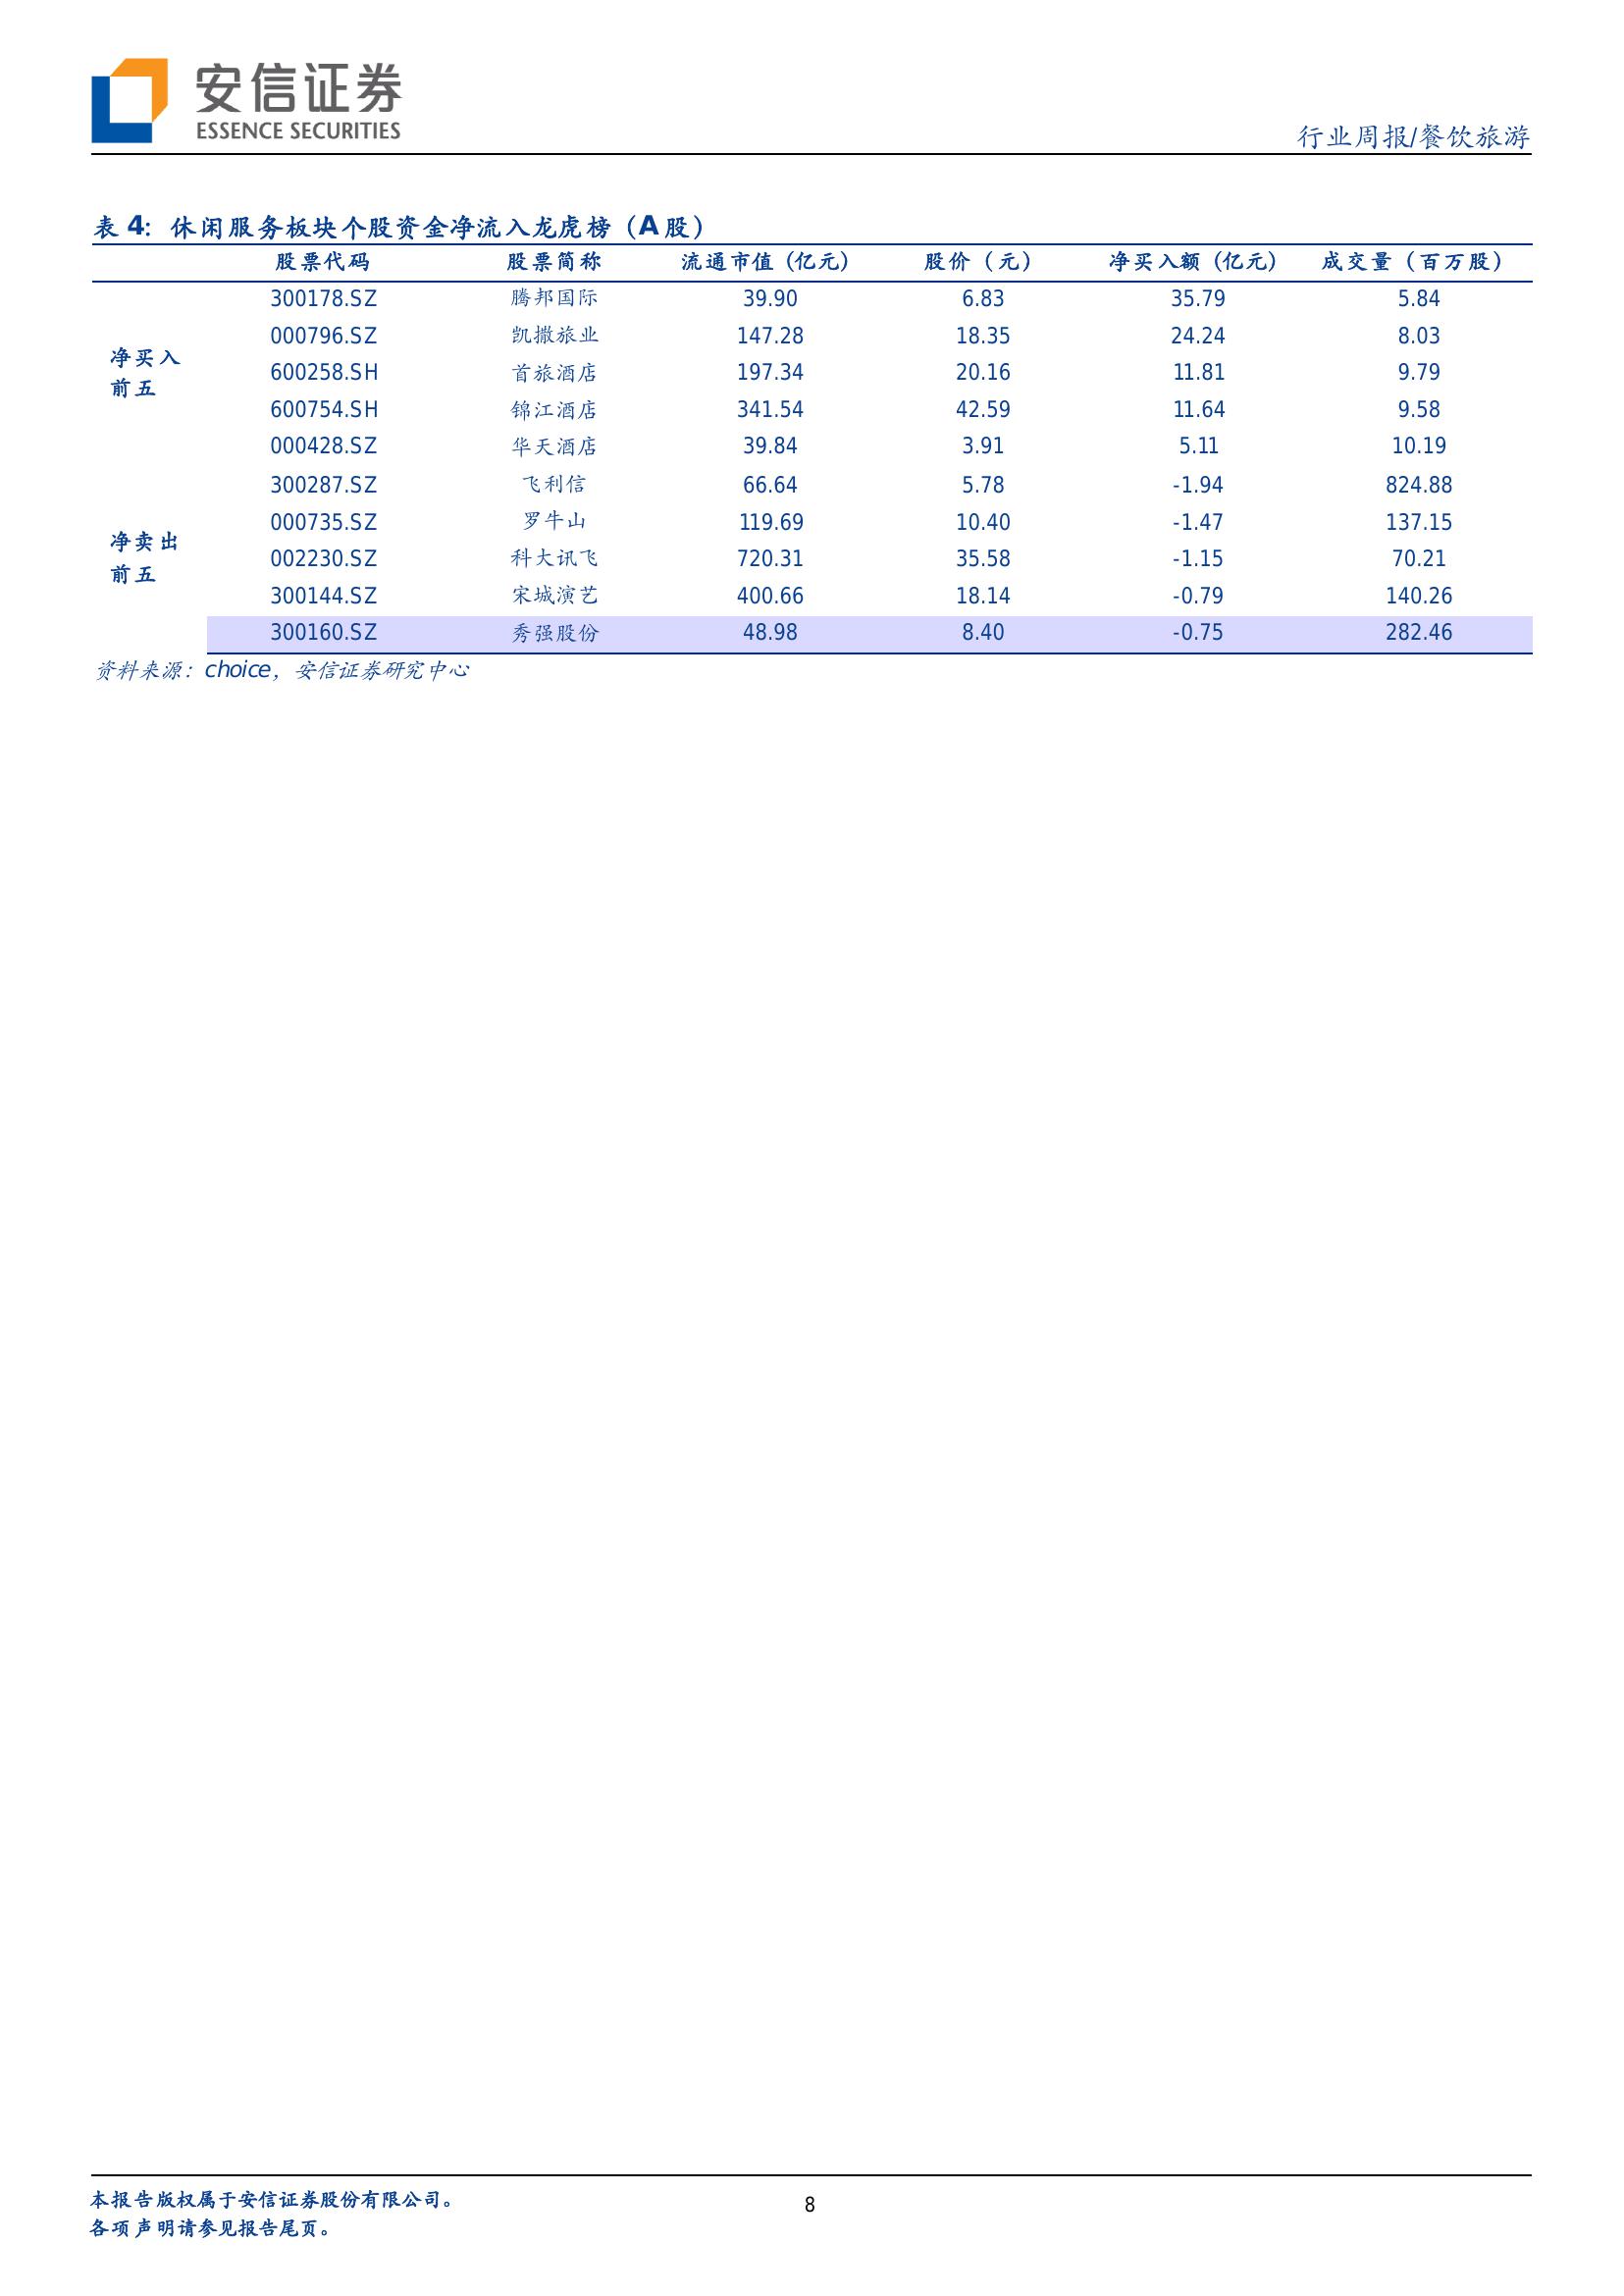 安信证券
ESSENCE SECURITIES
行业周报/餐饮旅游
表 4：休闲服务板块个股资金净流入龙虎榜（A 股）
股票代码 股票简称 流通市值（亿元） 股价（元） 净买入额（亿元） 成交量（百万股）
净买入前五
300178.SZ 腾邦国际 39.90 6.83 35.79 5.84
000796.SZ 凯撒旅业 147.28 18.35 24.24 8.03
600258.SH 首旅酒店 197.34 20.16 11.81 9.79
600754.SH 锦江酒店 341.54 42.59 11.64 9.58
000428.SZ 华天酒店 39.84 3.91 5.11 10.19
净卖出前五
300287.SZ 飞利信 66.64 5.78 -1.94 824.88
000735.SZ 罗牛山 119.69 10.40 -1.47 137.15
002230.SZ 科大讯飞 720.31 35.58 -1.15 70.21
300144.SZ 宋城演艺 400.66 18.14 -0.79 140.26
300160.SZ 秀强股份 48.98 8.40 -0.75 282.46
资料来源：choice，安信证券研究中心
本报告版权属于安信证券股份有限公司。
各项声明请参见报告尾页。
8